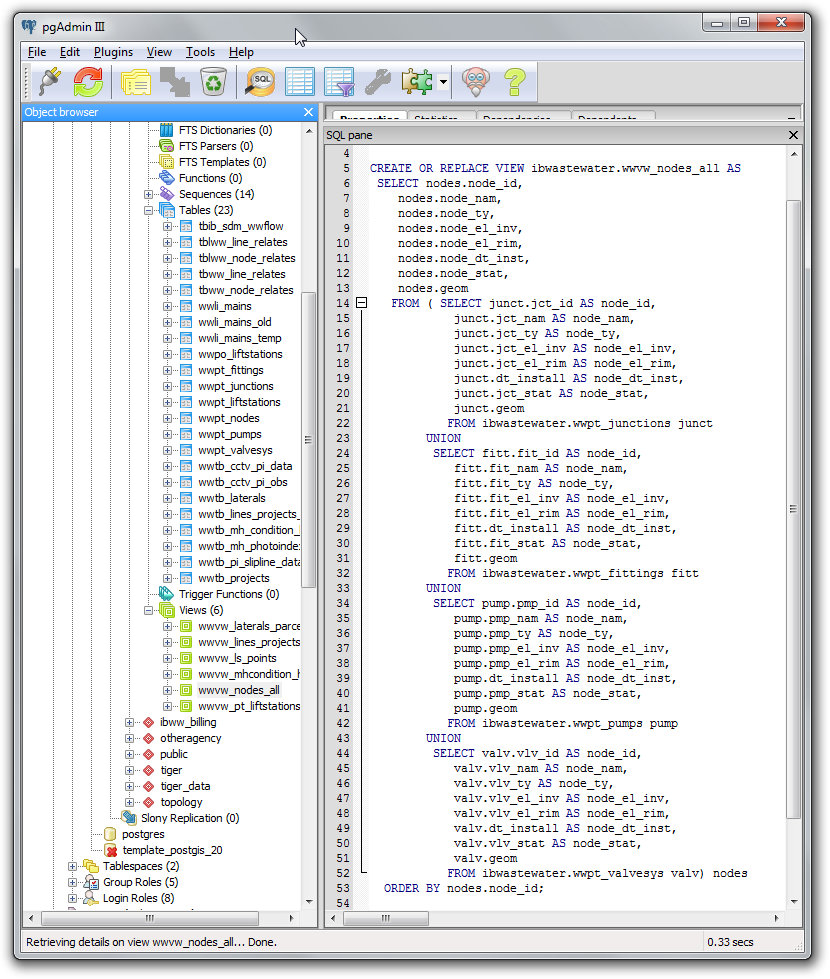 pgAdmin III
File Edit Plugins View Tools Help
SQL
Object browser
FTS Dictionaries (0)
FTS Parsers (0)
FTS Templates (0)
Functions (0)
Sequences (14)
Tables (23)
tbib_sdm_wwflow
tblww_line_relates
tblww_node_relates
tbww_line_relates
tbww_node_relates
wwli_mains
wwli_mains_old
wwli_mains_temp
wwpo_liftstations
wwpt_fittings
wwpt_junctions
wwpt_liftstations
wwpt_nodes
wwpt_pumps
wwpt_valvesys
wwtb_cctv_pi_data
wwtb_cctv_pi_obs
wwtb_laterals
wwtb_lines_projects_
wwtb_mh_condition_
wwtb_mh_photoindex
wwtb_pi_slipline_data
wwtb_projects
Trigger Functions (0)
Views (6)
wwvw_laterals_parce
wwvw_lines_projects
wwvw_ls_points
wwvw_mhcondition_h
wwvw_nodes_all
wwvw_pt_liftstations
ibww_billing
otheragency
public
tiger
tiger_data
topology
Slony Replication (0)
postgres
template_postgis_20
Tablespaces (2)
Group Roles (5)
Login Roles (8)
Properties Statistics Dependencies Dependents
SQL pane
4
5 CREATE OR REPLACE VIEW ibwastewater.wwvw_nodes_all AS
6 SELECT nodes.node_id,
7 nodes.node_nam,
8 nodes.node_ty,
9 nodes.node_el_inv,
10 nodes.node_el_rim,
11 nodes.node_dt_inst,
12 nodes.node_stat,
13 nodes.geom
14 FROM ( SELECT junct.jct_id AS node_id,
15 junct.jct_nam AS node_nam,
16 junct.jct_ty AS node_ty,
17 junct.jct_el_inv AS node_el_inv,
18 junct.jct_el_rim AS node_el_rim,
19 junct.dt_install AS node_dt_inst,
20 junct.jct_stat AS node_stat,
21 junct.geom
22 FROM ibwastewater.wwpt_junctions junct
23 UNION
24 SELECT fitt.fit_id AS node_id,
25 fitt.fit_nam AS node_nam,
26 fitt.fit_ty AS node_ty,
27 fitt.fit_el_inv AS node_el_inv,
28 fitt.fit_el_rim AS node_el_rim,
29 fitt.dt_install AS node_dt_inst,
30 fitt.fit_stat AS node_stat,
31 fitt.geom
32 FROM ibwastewater.wwpt_fittings fitt
33 UNION
34 SELECT pump.pmp_id AS node_id,
35 pump.pmp_nam AS node_nam,
36 pump.pmp_ty AS node_ty,
37 pump.pmp_el_inv AS node_el_inv,
38 pump.pmp_el_rim AS node_el_rim,
39 pump.dt_install AS node_dt_inst,
40 pump.pmp_stat AS node_stat,
41 pump.geom
42 FROM ibwastewater.wwpt_pumps pump
43 UNION
44 SELECT valv.vlv_id AS node_id,
45 valv.vlv_nam AS node_nam,
46 valv.vlv_ty AS node_ty,
47 valv.vlv_el_inv AS node_el_inv,
48 valv.vlv_el_rim AS node_el_rim,
49 valv.dt_install AS node_dt_inst,
50 valv.vlv_stat AS node_stat,
51 valv.geom
52 FROM ibwastewater.wwpt_valvesys valv) nodes
53 ORDER BY nodes.node_id;
54
Retrieving details on view wwvw_nodes_all... Done.
0.33 secs